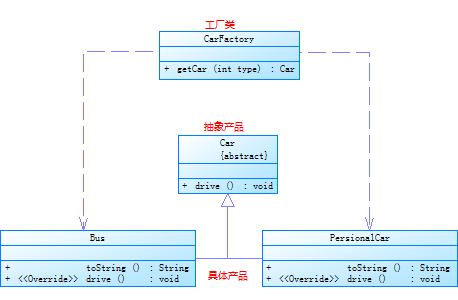 工厂类
CarFactory
+ getCar (int type) : Car
抽象产品
Car
{abstract}
+ drive () : void
Bus
+ toString () : String
+ <<Override>> drive () : void
具体产品
PersionalCar
+ toString () : String
+ <<Override>> drive () : void